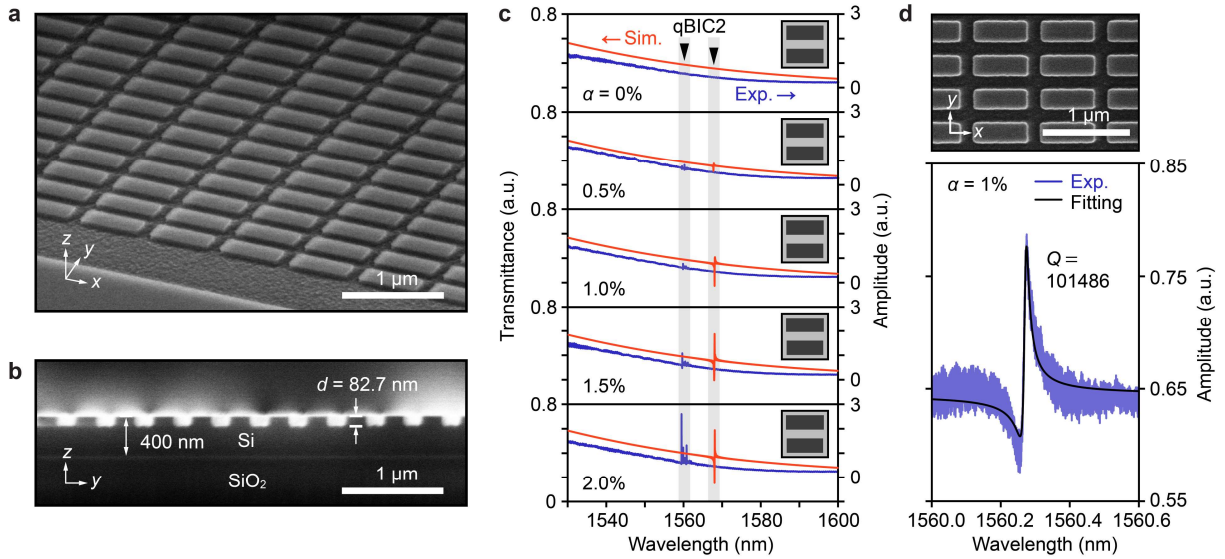 a
z
y
x
1 µm
b
d = 82.7 nm
400 nm
Si
z
y
SiO₂
1 µm
c
qBIC2
← Sim.
Exp. →
α = 0%
0.5%
1.0%
1.5%
2.0%
0.8
0.8
0.8
0.8
0.8
0
3
0
3
0
3
0
3
0
3
0
Transmittance (a.u.)
Amplitude (a.u.)
1540
1560
1580
1600
Wavelength (nm)
d
y
x
1 µm
α = 1%
Exp.
Fitting
Q =
101486
0.85
0.75
0.65
0.55
Amplitude (a.u.)
1560.0
1560.2
1560.4
1560.6
Wavelength (nm)